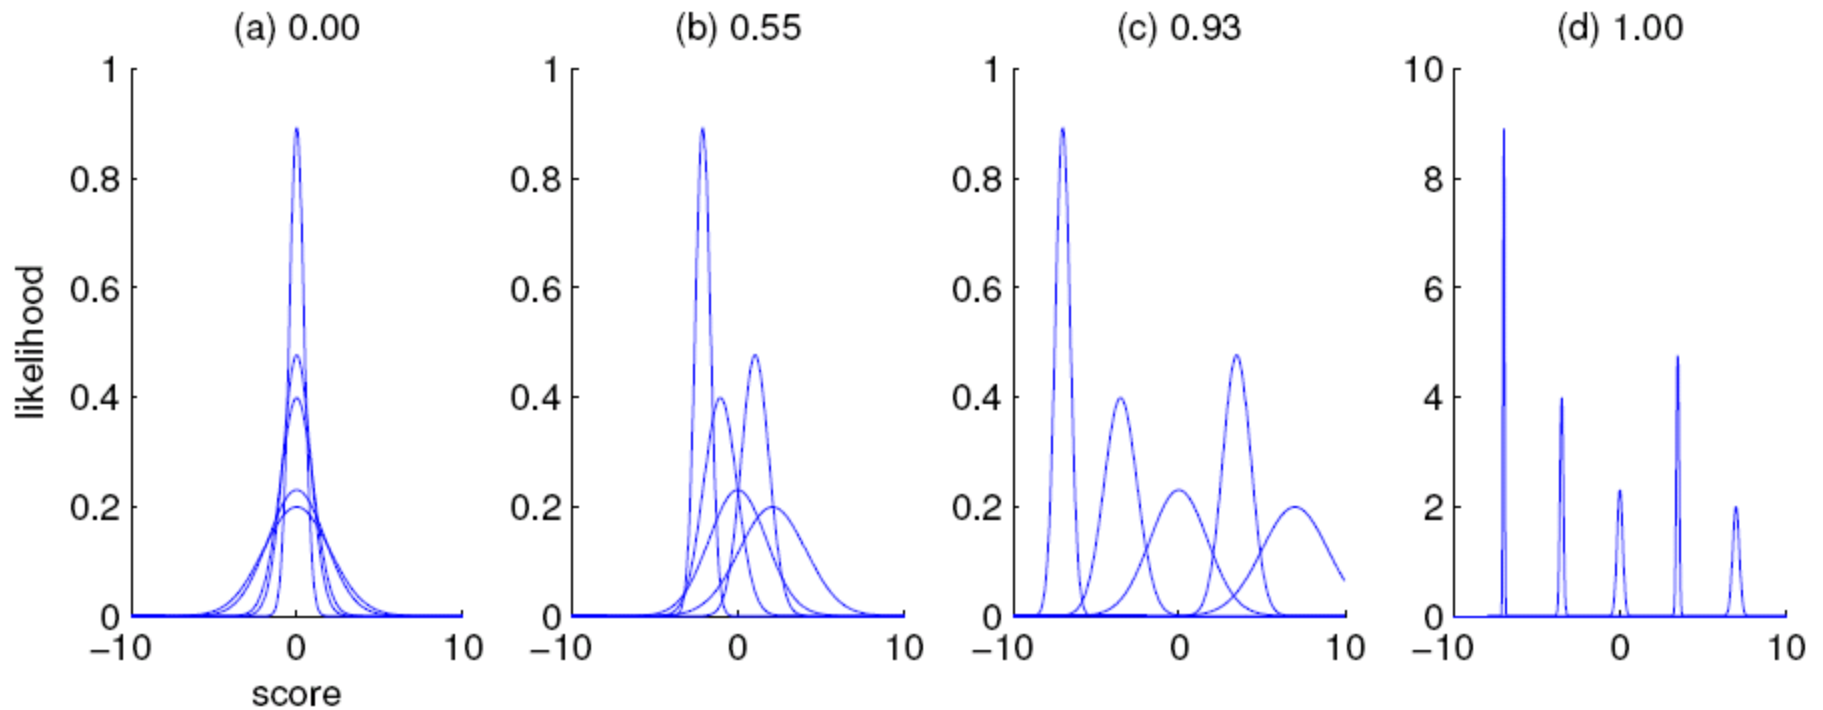 (a) 0.00 (b) 0.55 (c) 0.93 (d) 1.00
1 1 1 10
0.8 0.8 0.8 8
0.6 0.6 0.6 6
0.4 0.4 0.4 4
0.2 0.2 0.2 2
0 0 0 0
−10 0 10 −10 0 10 −10 0 10 −10 0 10
likelihood
score